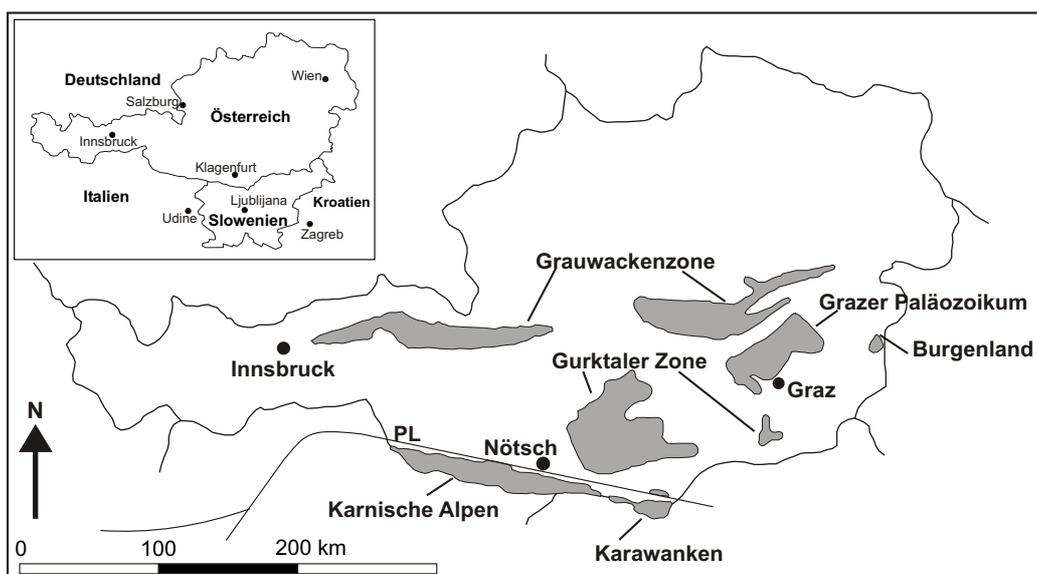 Deutschland
Wien
Salzburg
Österreich
Innsbruck
Klagenfurt
Italien
Ljublijana
Kroatien
Udine
Slowenien
Zagreb
Grauwackenzone
Grazer Paläozoikum
Burgenland
Innsbruck
Gurktaler Zone
Graz
N
PL
Nötsch
Karnische Alpen
Karawanken
0 100 200 km